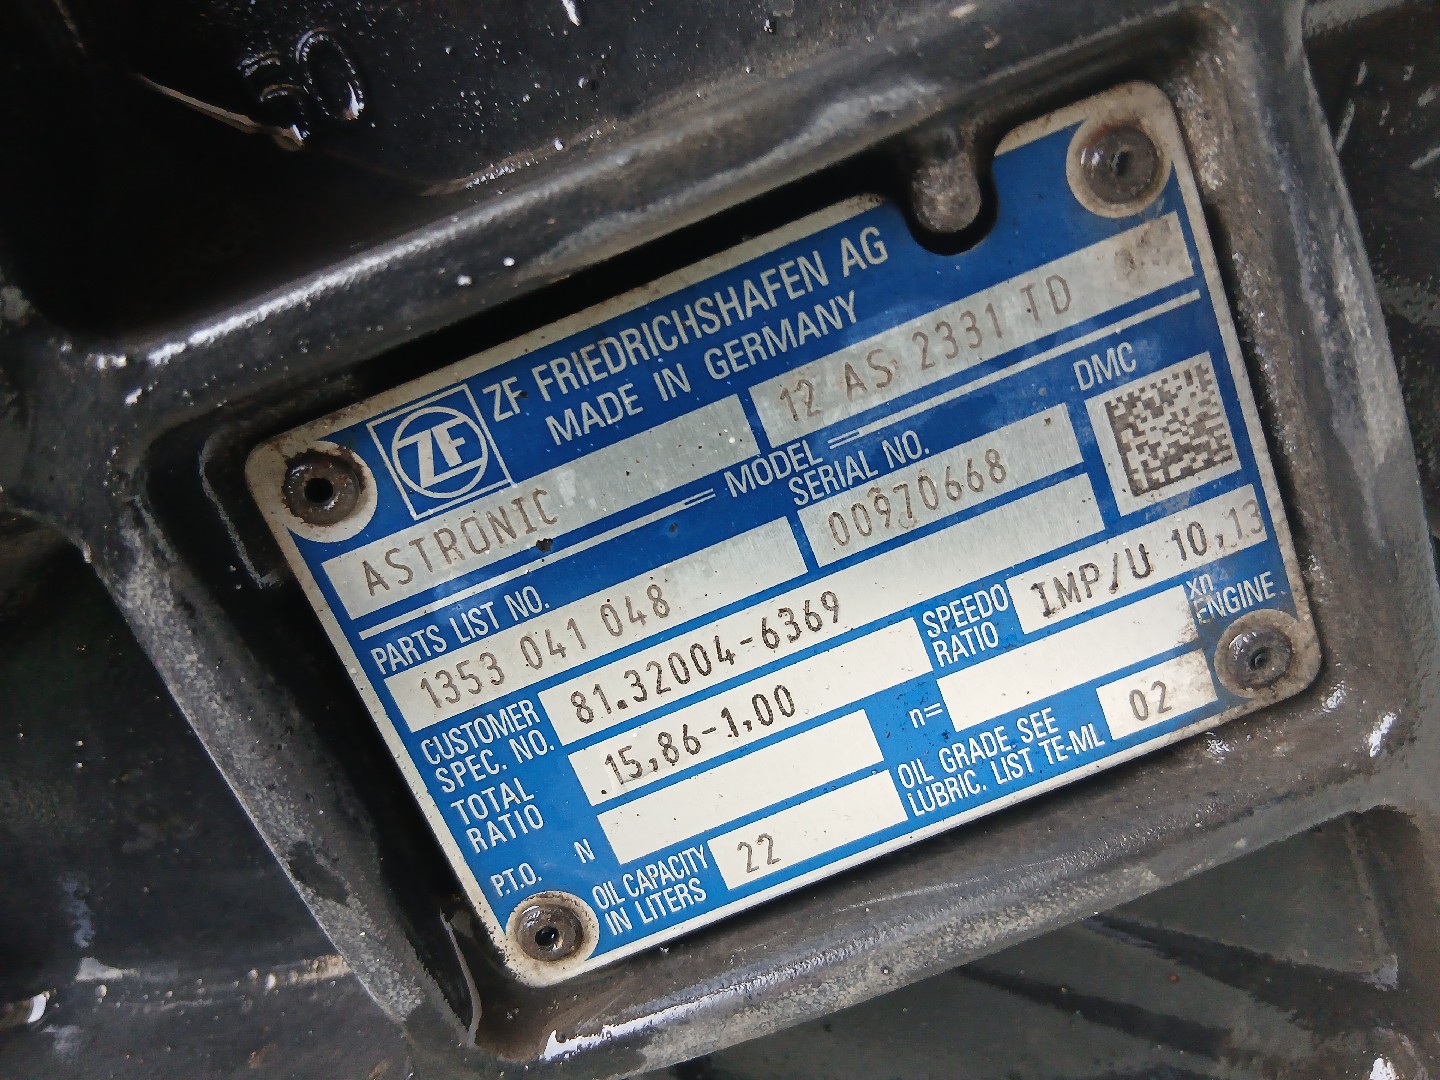 ZF
ZF FRIEDRICHSHAFEN AG
MADE IN GERMANY
ASTRONIC
12 AS 2331 TD
MODEL
PARTS LIST NO.
SERIAL NO.
DMC
1353 041 048
00970668
CUSTOMER
SPEC. NO.
81.32004-6369
TOTAL
RATIO
15,86-1,00
SPEEDO
RATIO
IMP/U 10,13
P.T.O.
N
n=
xn
ENGINE
OIL CAPACITY
IN LITERS
22
OIL GRADE SEE
LUBRIC. LIST TE-ML
02